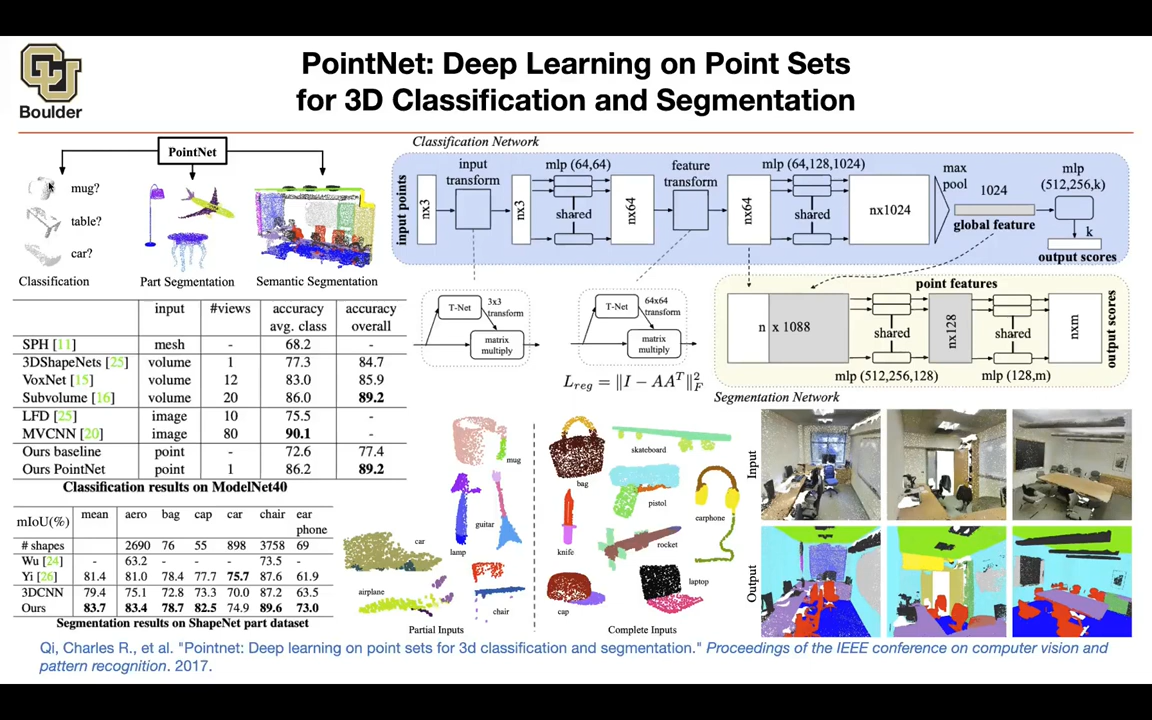 PointNet: Deep Learning on Point Sets
for 3D Classification and Segmentation
CU
Boulder
PointNet
mug?
table?
car?
Classification
Part Segmentation
Semantic Segmentation
Classification Network
input points
nx3
input
transform
nx3
mlp (64,64)
shared
nx64
feature
transform
nx64
mlp (64,128,1024)
shared
nx1024
max
pool
1024
global feature
mlp
(512,256,k)
k
output scores
T-Net
3x3
transform
matrix
multiply
T-Net
64x64
transform
matrix
multiply
point features
n x 1088
shared
nx128
shared
nxm
output scores
mlp (512,256,128)
mlp (128,m)
Segmentation Network
L_{reg} = ‖I − AA^T‖²_F
input #views accuracy accuracy
avg. class overall
SPH [11] mesh - 68.2 -
3DShapeNets [25] volume 1 77.3 84.7
VoxNet [15] volume 12 83.0 85.9
Subvolume [16] volume 20 86.0 89.2
LFD [25] image 10 75.5 -
MVCNN [20] image 80 90.1 -
Ours baseline point - 72.6 77.4
Ours PointNet point 1 86.2 89.2
Classification results on ModelNet40
mIoU(%) mean aero bag cap car chair ear
phone
# shapes 2690 76 55 898 3758 69
Wu [24] - 63.2 - - - 73.5 -
Yi [26] 81.4 81.0 78.4 77.7 75.7 87.6 61.9
3DCNN 79.4 75.1 72.8 73.3 70.0 87.2 63.5
Ours 83.7 83.4 78.7 82.5 74.9 89.6 73.0
Segmentation results on ShapeNet part dataset
mug
guitar
car
lamp
airplane
chair
Partial Inputs
skateboard
bag
pistol
earphone
knife
rocket
laptop
cap
Complete Inputs
Input
Output
Qi, Charles R., et al. "Pointnet: Deep learning on point sets for 3d classification and segmentation." Proceedings of the IEEE conference on computer vision and
pattern recognition. 2017.